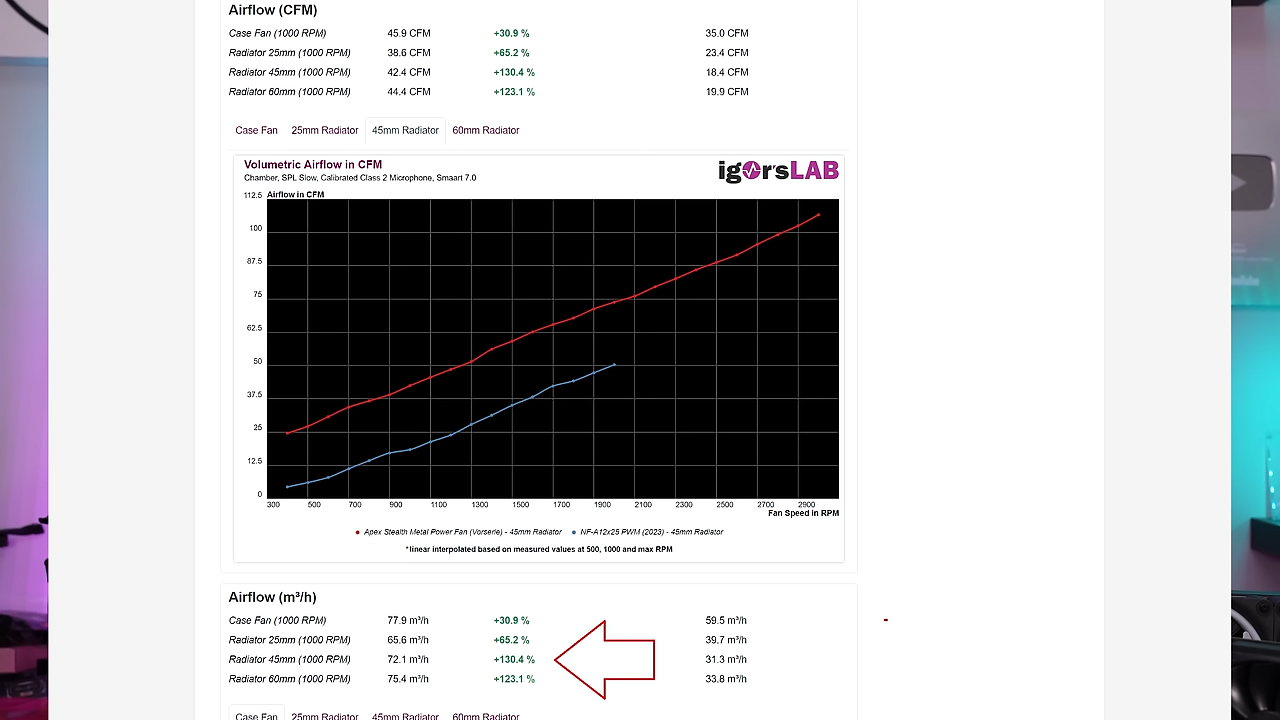 Airflow (CFM)
Case Fan (1000 RPM) 45.9 CFM +30.9 % 35.0 CFM
Radiator 25mm (1000 RPM) 38.6 CFM +65.2 % 23.4 CFM
Radiator 45mm (1000 RPM) 42.4 CFM +130.4 % 18.4 CFM
Radiator 60mm (1000 RPM) 44.4 CFM +123.1 % 19.9 CFM
Case Fan 25mm Radiator 45mm Radiator 60mm Radiator
Volumetric Airflow in CFM
Chamber, SPL Slow, Calibrated Class 2 Microphone, Smaart 7.0
igor'sLAB
Airflow in CFM
112.5
100
87.5
75
62.5
50
37.5
25
12.5
0
300 500 700 900 1100 1300 1500 1700 1900 2100 2300 2500 2700 2900
Fan Speed in RPM
Apex Stealth Metal Power Fan (Vorserie) - 45mm Radiator NF-A12x25 PWM (2023) - 45mm Radiator
*linear interpolated based on measured values at 500, 1000 and max RPM
Airflow (m³/h)
Case Fan (1000 RPM) 77.9 m³/h +30.9 % 59.5 m³/h
Radiator 25mm (1000 RPM) 65.6 m³/h +65.2 % 39.7 m³/h
Radiator 45mm (1000 RPM) 72.1 m³/h +130.4 % 31.3 m³/h
Radiator 60mm (1000 RPM) 75.4 m³/h +123.1 % 33.8 m³/h
Case Fan 25mm Radiator 45mm Radiator 60mm Radiator